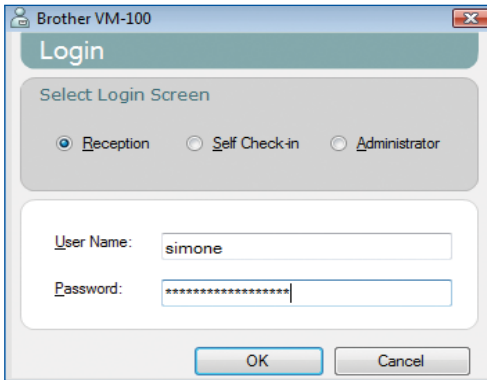 Brother VM-100
Login
Select Login Screen
Reception Self Check-in Administrator
User Name: simone
Password: ******************
OK Cancel